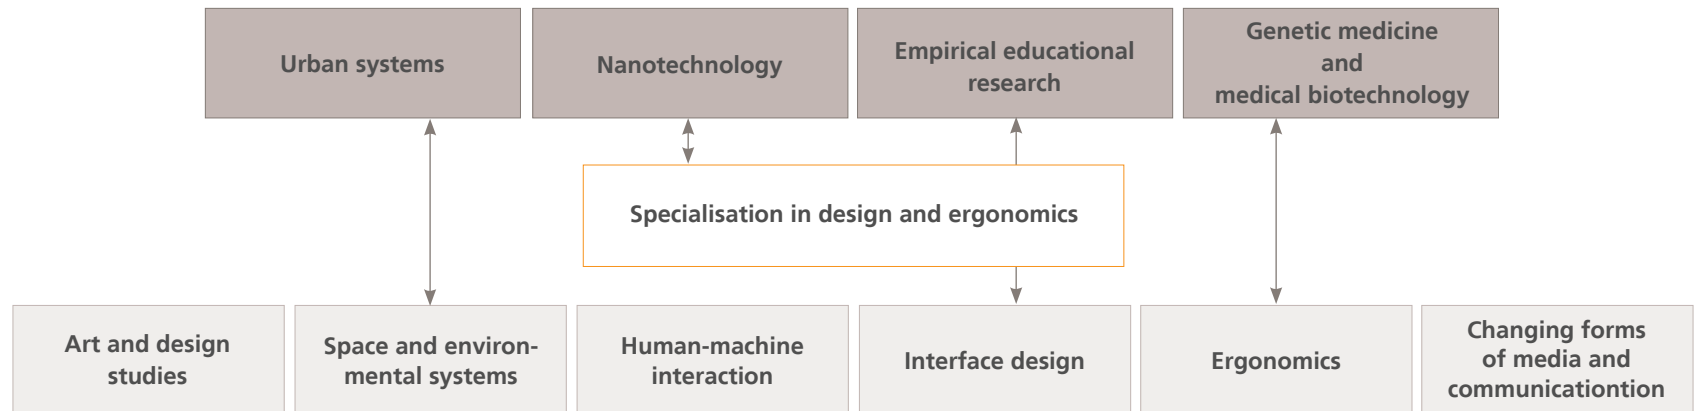 Urban systems
Nanotechnology
Empirical educational
research
Genetic medicine
and
medical biotechnology
Specialisation in design and ergonomics
Art and design
studies
Space and environ-
mental systems
Human-machine
interaction
Interface design
Ergonomics
Changing forms
of media and
communicationtion